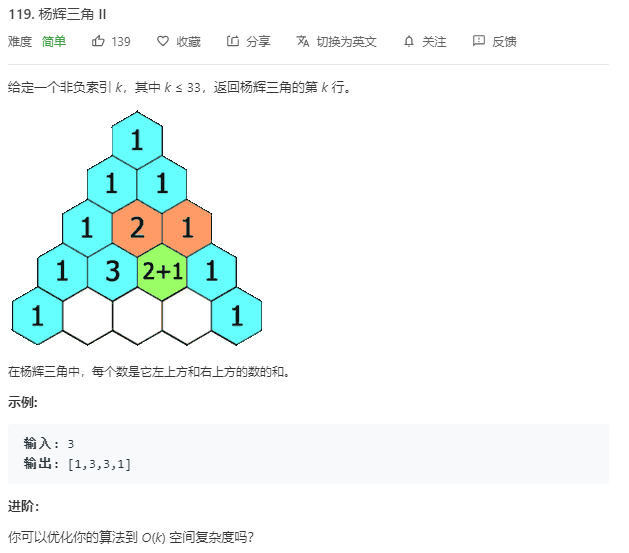 119. 杨辉三角 II
难度 简单 139 收藏 分享 切换为英文 关注 反馈
给定一个非负索引 k，其中 k ≤ 33，返回杨辉三角的第 k 行。
1
1 1
1 2 1
1 3 2+1 1
1 1
在杨辉三角中，每个数是它左上方和右上方的数的和。
示例:
输入: 3
输出: [1,3,3,1]
进阶：
你可以优化你的算法到 O(k) 空间复杂度吗？